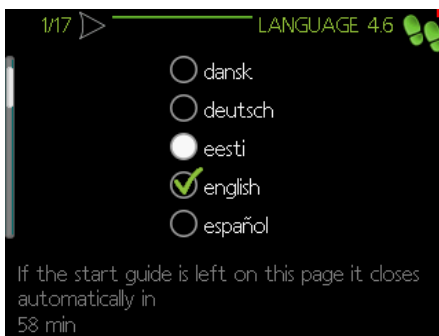 1/17 LANGUAGE 4.6
dansk
deutsch
eesti
english
español
If the start guide is left on this page it closes
automatically in
58 min